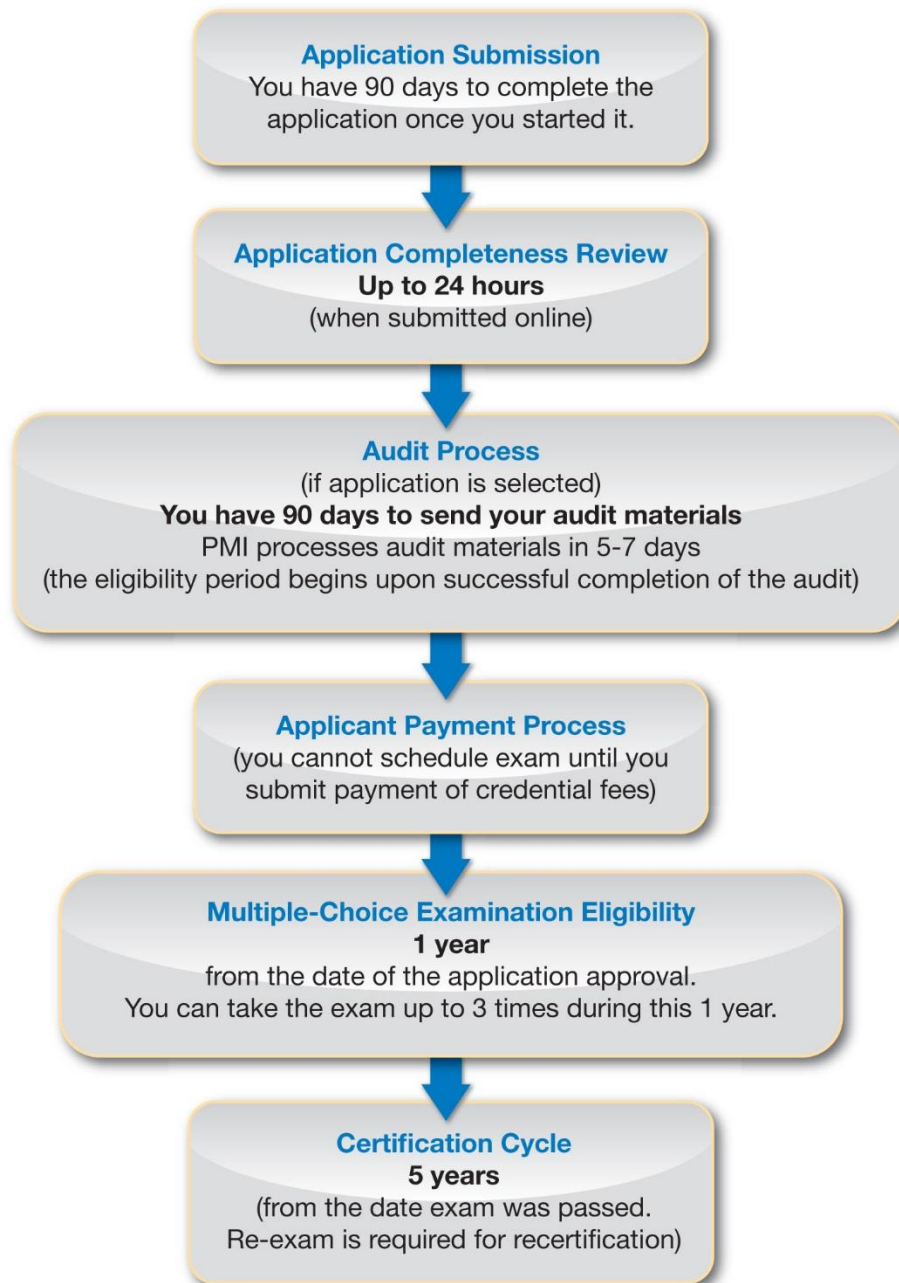 Application Submission
You have 90 days to complete the
application once you started it.
Application Completeness Review
Up to 24 hours
(when submitted online)
Audit Process
(if application is selected)
You have 90 days to send your audit materials
PMI processes audit materials in 5-7 days
(the eligibility period begins upon successful completion of the audit)
Applicant Payment Process
(you cannot schedule exam until you
submit payment of credential fees)
Multiple-Choice Examination Eligibility
1 year
from the date of the application approval.
You can take the exam up to 3 times during this 1 year.
Certification Cycle
5 years
(from the date exam was passed.
Re-exam is required for recertification)